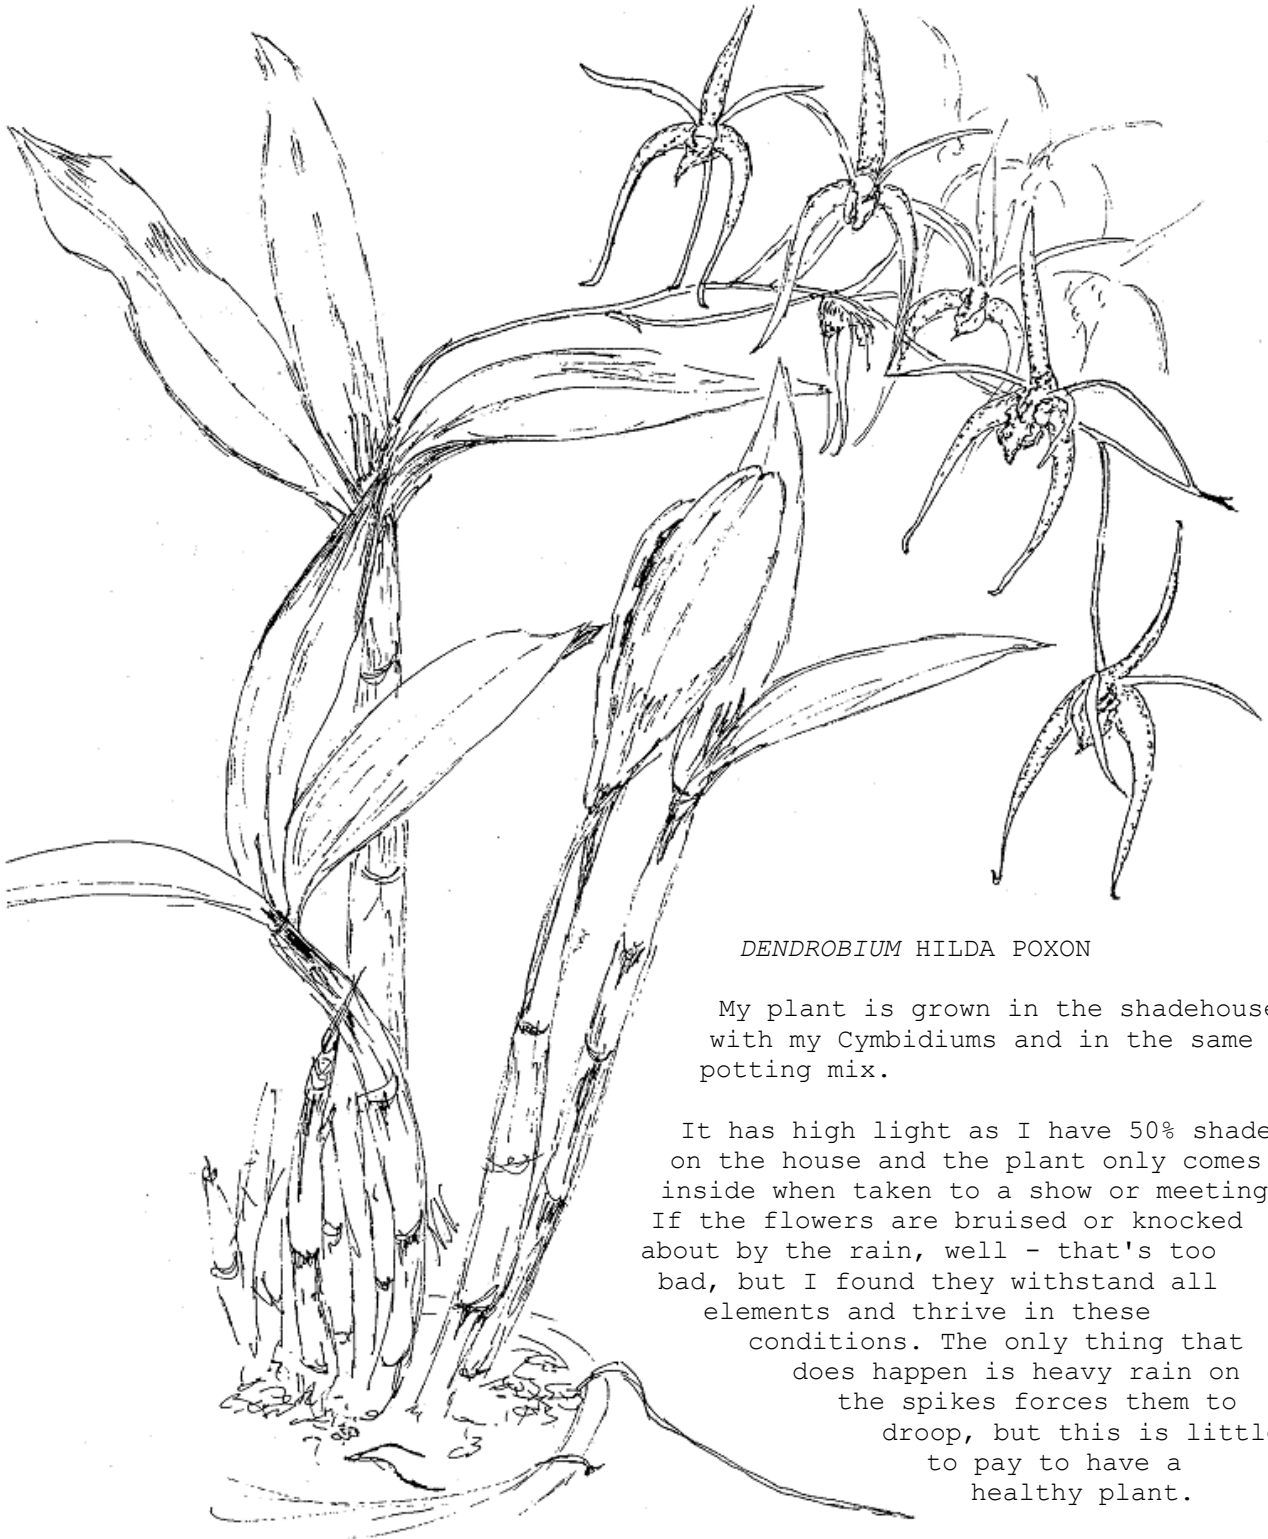 DENDROBIUM HILDA POXON
My plant is grown in the shadehouse
with my Cymbidiums and in the same
potting mix.
It has high light as I have 50% shade
on the house and the plant only comes
inside when taken to a show or meeting
If the flowers are bruised or knocked
about by the rain, well - that's too
bad, but I found they withstand all
elements and thrive in these
conditions. The only thing that
does happen is heavy rain on
the spikes forces them to
droop, but this is little
to pay to have a
healthy plant.